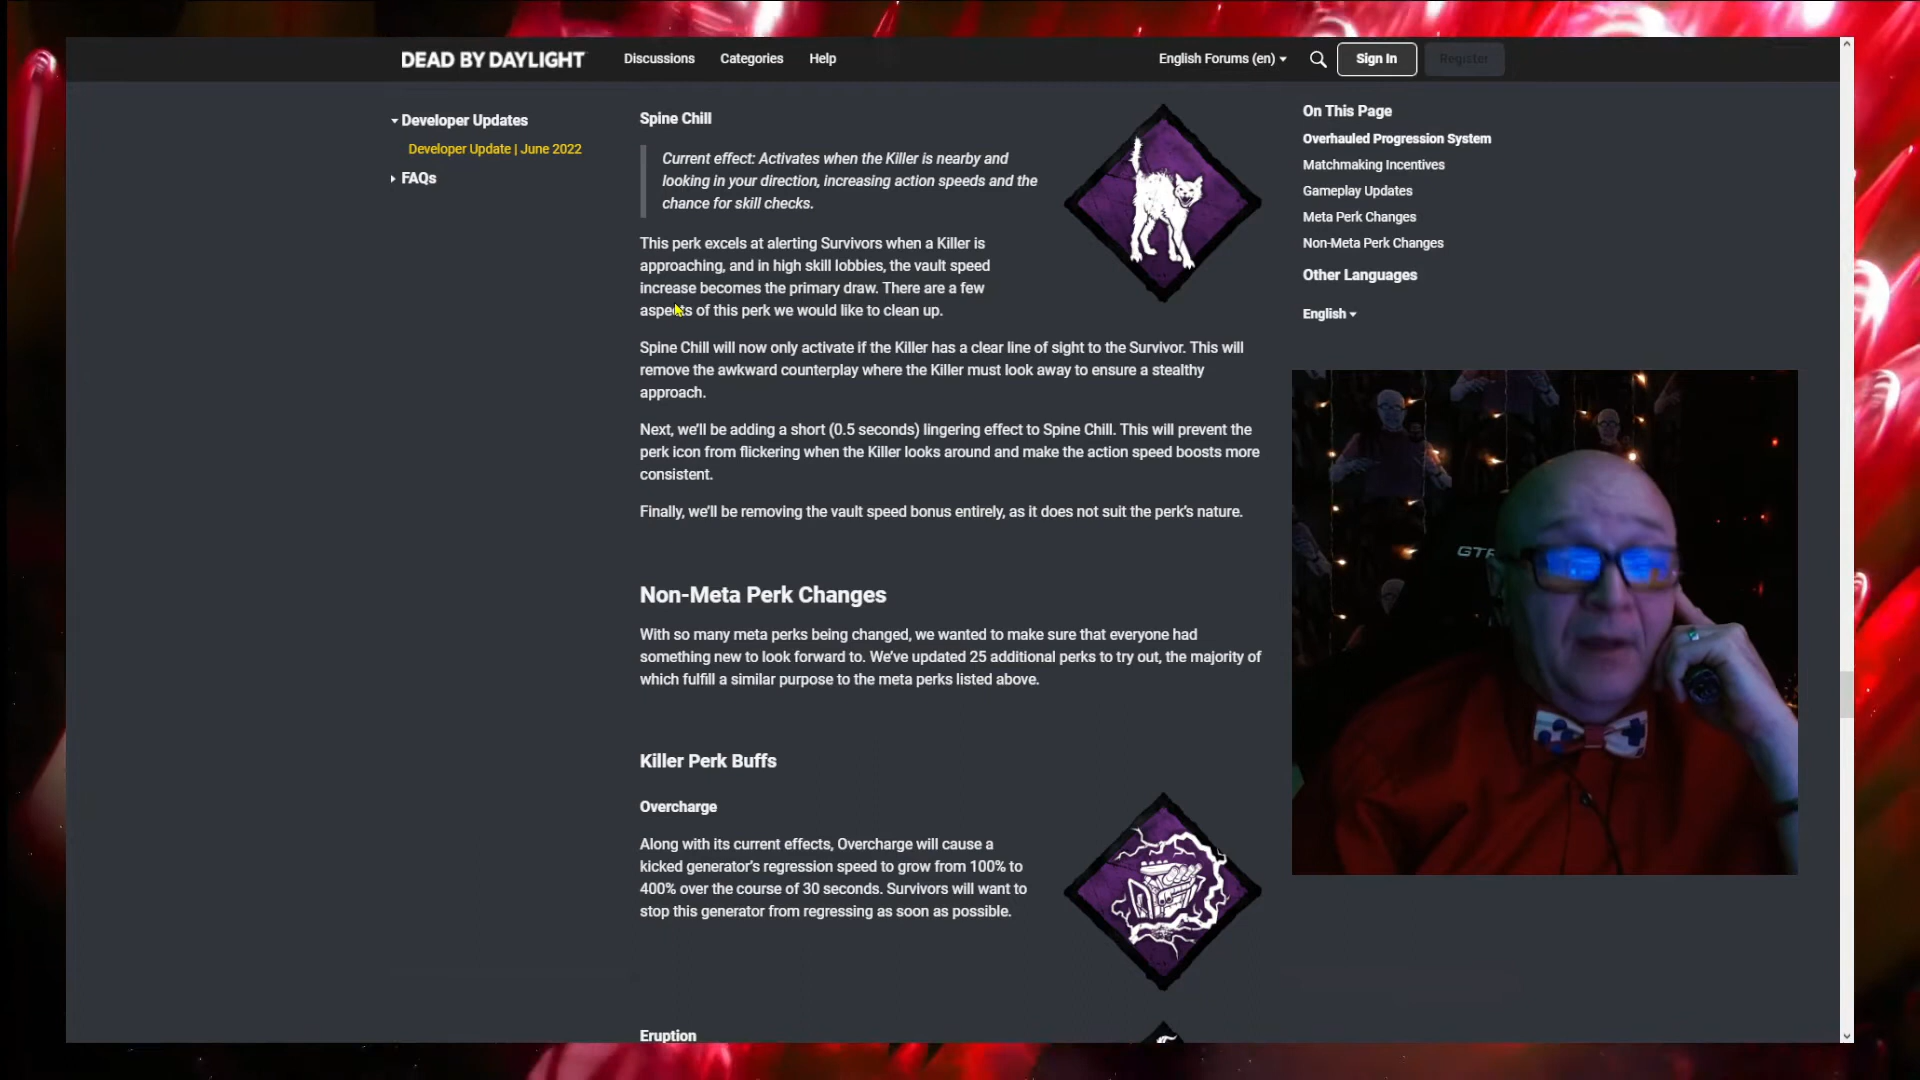 DEAD BY DAYLIGHT
Discussions
Categories
Help
English Forums (en)
Sign In
Register
Developer Updates
Developer Update | June 2022
FAQs
Spine Chill
Current effect: Activates when the Killer is nearby and
looking in your direction, increasing action speeds and the
chance for skill checks.
This perk excels at alerting Survivors when a Killer is
approaching, and in high skill lobbies, the vault speed
increase becomes the primary draw. There are a few
aspects of this perk we would like to clean up.
Spine Chill will now only activate if the Killer has a clear line of sight to the Survivor. This will
remove the awkward counterplay where the Killer must look away to ensure a stealthy
approach.
Next, we'll be adding a short (0.5 seconds) lingering effect to Spine Chill. This will prevent the
perk icon from flickering when the Killer looks around and make the action speed boosts more
consistent.
Finally, we'll be removing the vault speed bonus entirely, as it does not suit the perk's nature.
Non-Meta Perk Changes
With so many meta perks being changed, we wanted to make sure that everyone had
something new to look forward to. We've updated 25 additional perks to try out, the majority of
which fulfill a similar purpose to the meta perks listed above.
Killer Perk Buffs
Overcharge
Along with its current effects, Overcharge will cause a
kicked generator's regression speed to grow from 100% to
400% over the course of 30 seconds. Survivors will want to
stop this generator from regressing as soon as possible.
Eruption
On This Page
Overhauled Progression System
Matchmaking Incentives
Gameplay Updates
Meta Perk Changes
Non-Meta Perk Changes
Other Languages
English